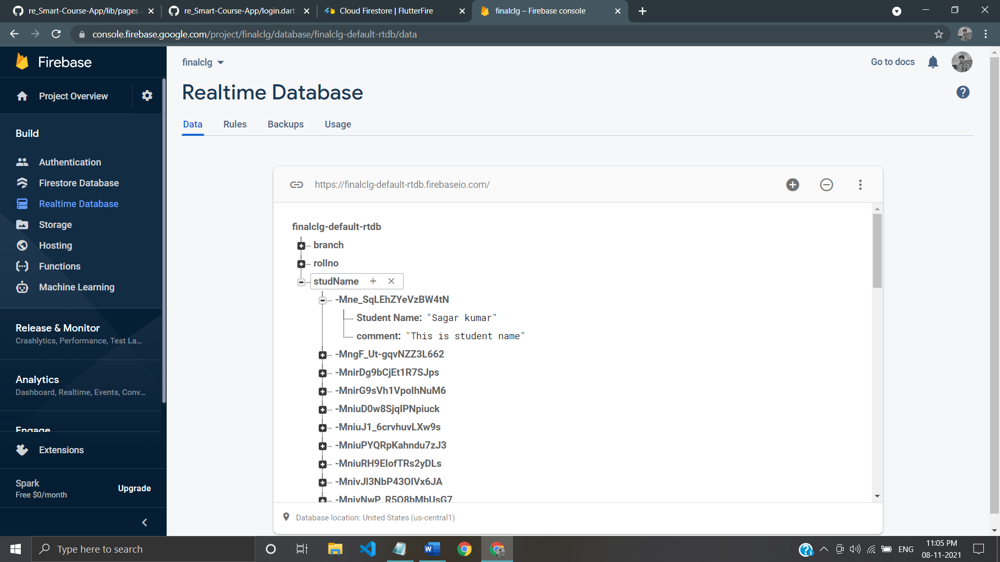 re_Smart-Course-App/lib/pages a
re_Smart-Course-App/login.dart
Cloud Firestore | FlutterFire
finalclg – Firebase console
console.firebase.google.com/project/finalclg/database/finalclg-default-rtdb/data
Firebase
Project Overview
Build
Authentication
Firestore Database
Realtime Database
Storage
Hosting
Functions
Machine Learning
Release & Monitor
Crashlytics, Performance, Test La...
Analytics
Dashboard, Realtime, Events, Conv...
Engage
Extensions
Spark
Free $0/month
Upgrade
finalclg
Go to docs
Realtime Database
Data Rules Backups Usage
https://finalclg-default-rtdb.firebaseio.com/
finalclg-default-rtdb
branch
rollno
studName
-Mne_SqLEhZYeVzBW4tN
Student Name: "Sagar kumar"
comment: "This is student name"
-MngF_Ut-gqvNZZ3L662
-MnirDg9bCjEt1R7SJps
-MnirG9sVh1VpoIhNuM6
-MniuD0w8SjqIPNpiuck
-MniuJ1_6crvhuvLXw9s
-MniuPYQRpKahndu7zJ3
-MniuRH9EIofTRs2yDLs
-MnivJl3NbP43OIVx6JA
-MnivNwP_R5O8bMbUsG7
Database location: United States (us-central1)
Type here to search
ENG
11:05 PM
08-11-2021